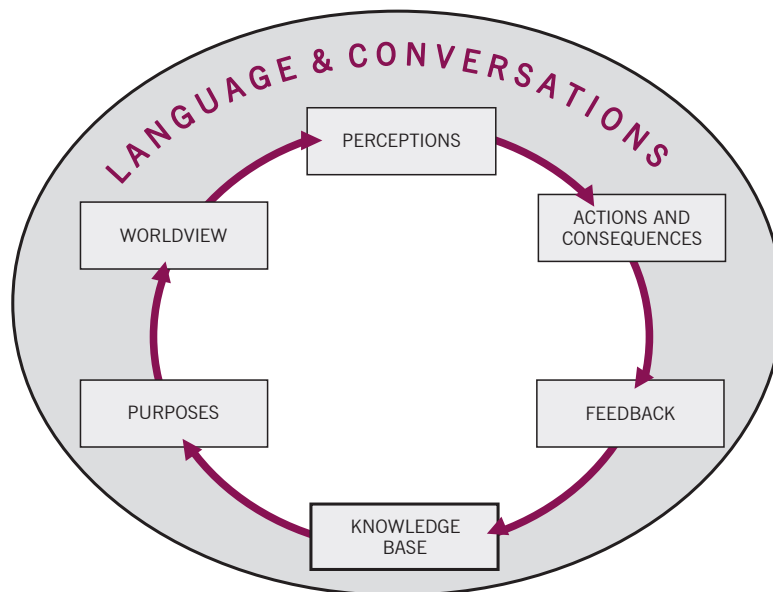 LANGUAGE & CONVERSATIONS
PERCEPTIONS
ACTIONS AND
CONSEQUENCES
FEEDBACK
KNOWLEDGE
BASE
PURPOSES
WORLDVIEW